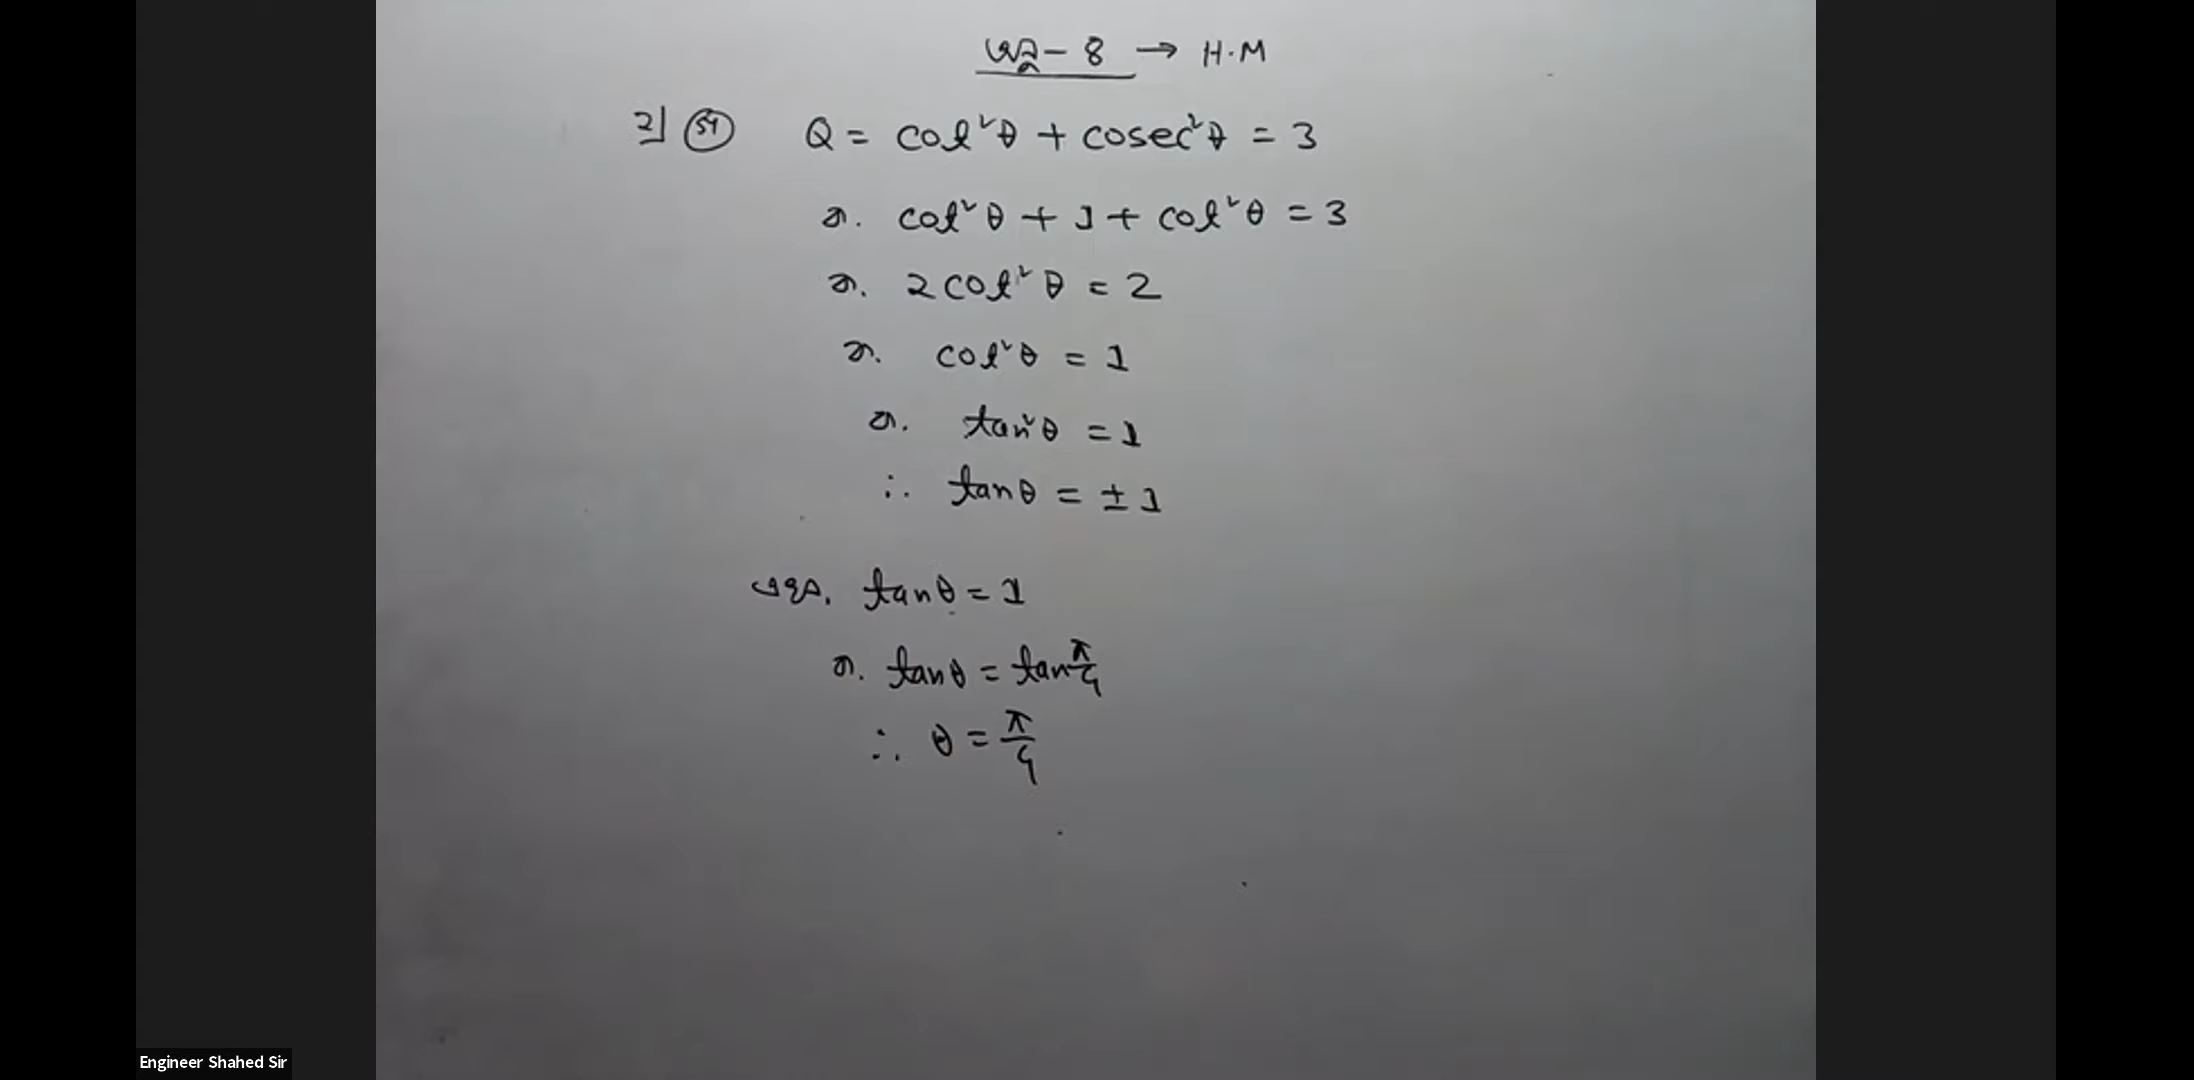 অঃ - 8 → H.M
২। গ Q = cot²θ + cosec²θ = 3
বা. cot²θ + 1 + cot²θ = 3
বা. 2cot²θ = 2
বা. cot²θ = 1
বা. tan²θ = 1
∴ tanθ = ±1
এখন, tanθ = 1
বা. tanθ = tan π/4
∴ θ = π/4
Engineer Shahed Sir